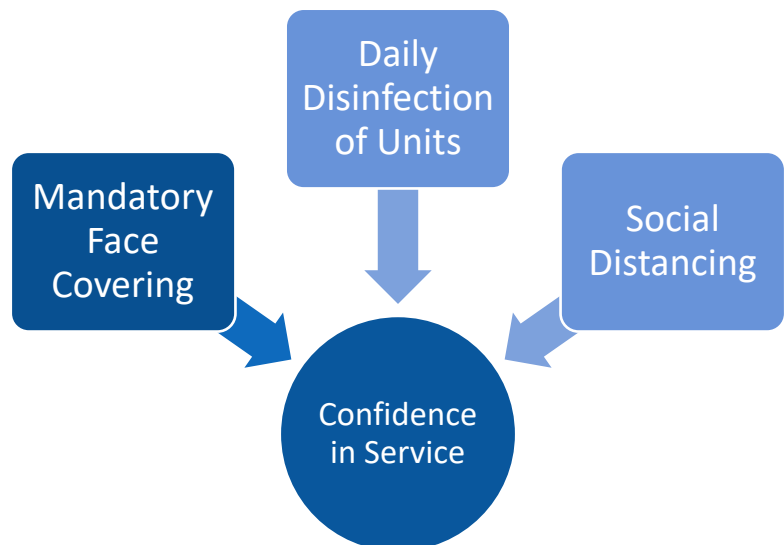 Daily
Disinfection
of Units
Mandatory
Face
Covering
Social
Distancing
Confidence
in Service